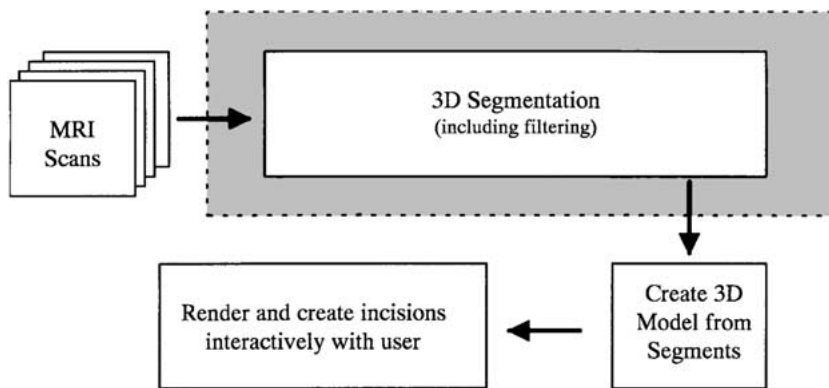 MRI
Scans
3D Segmentation
(including filtering)
Create 3D
Model from
Segments
Render and create incisions
interactively with user